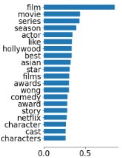 film
movie
series
season
actor
like
hollywood
best
asian
star
films
awards
wong
comedy
award
story
netflix
character
cast
characters
0.0 0.5